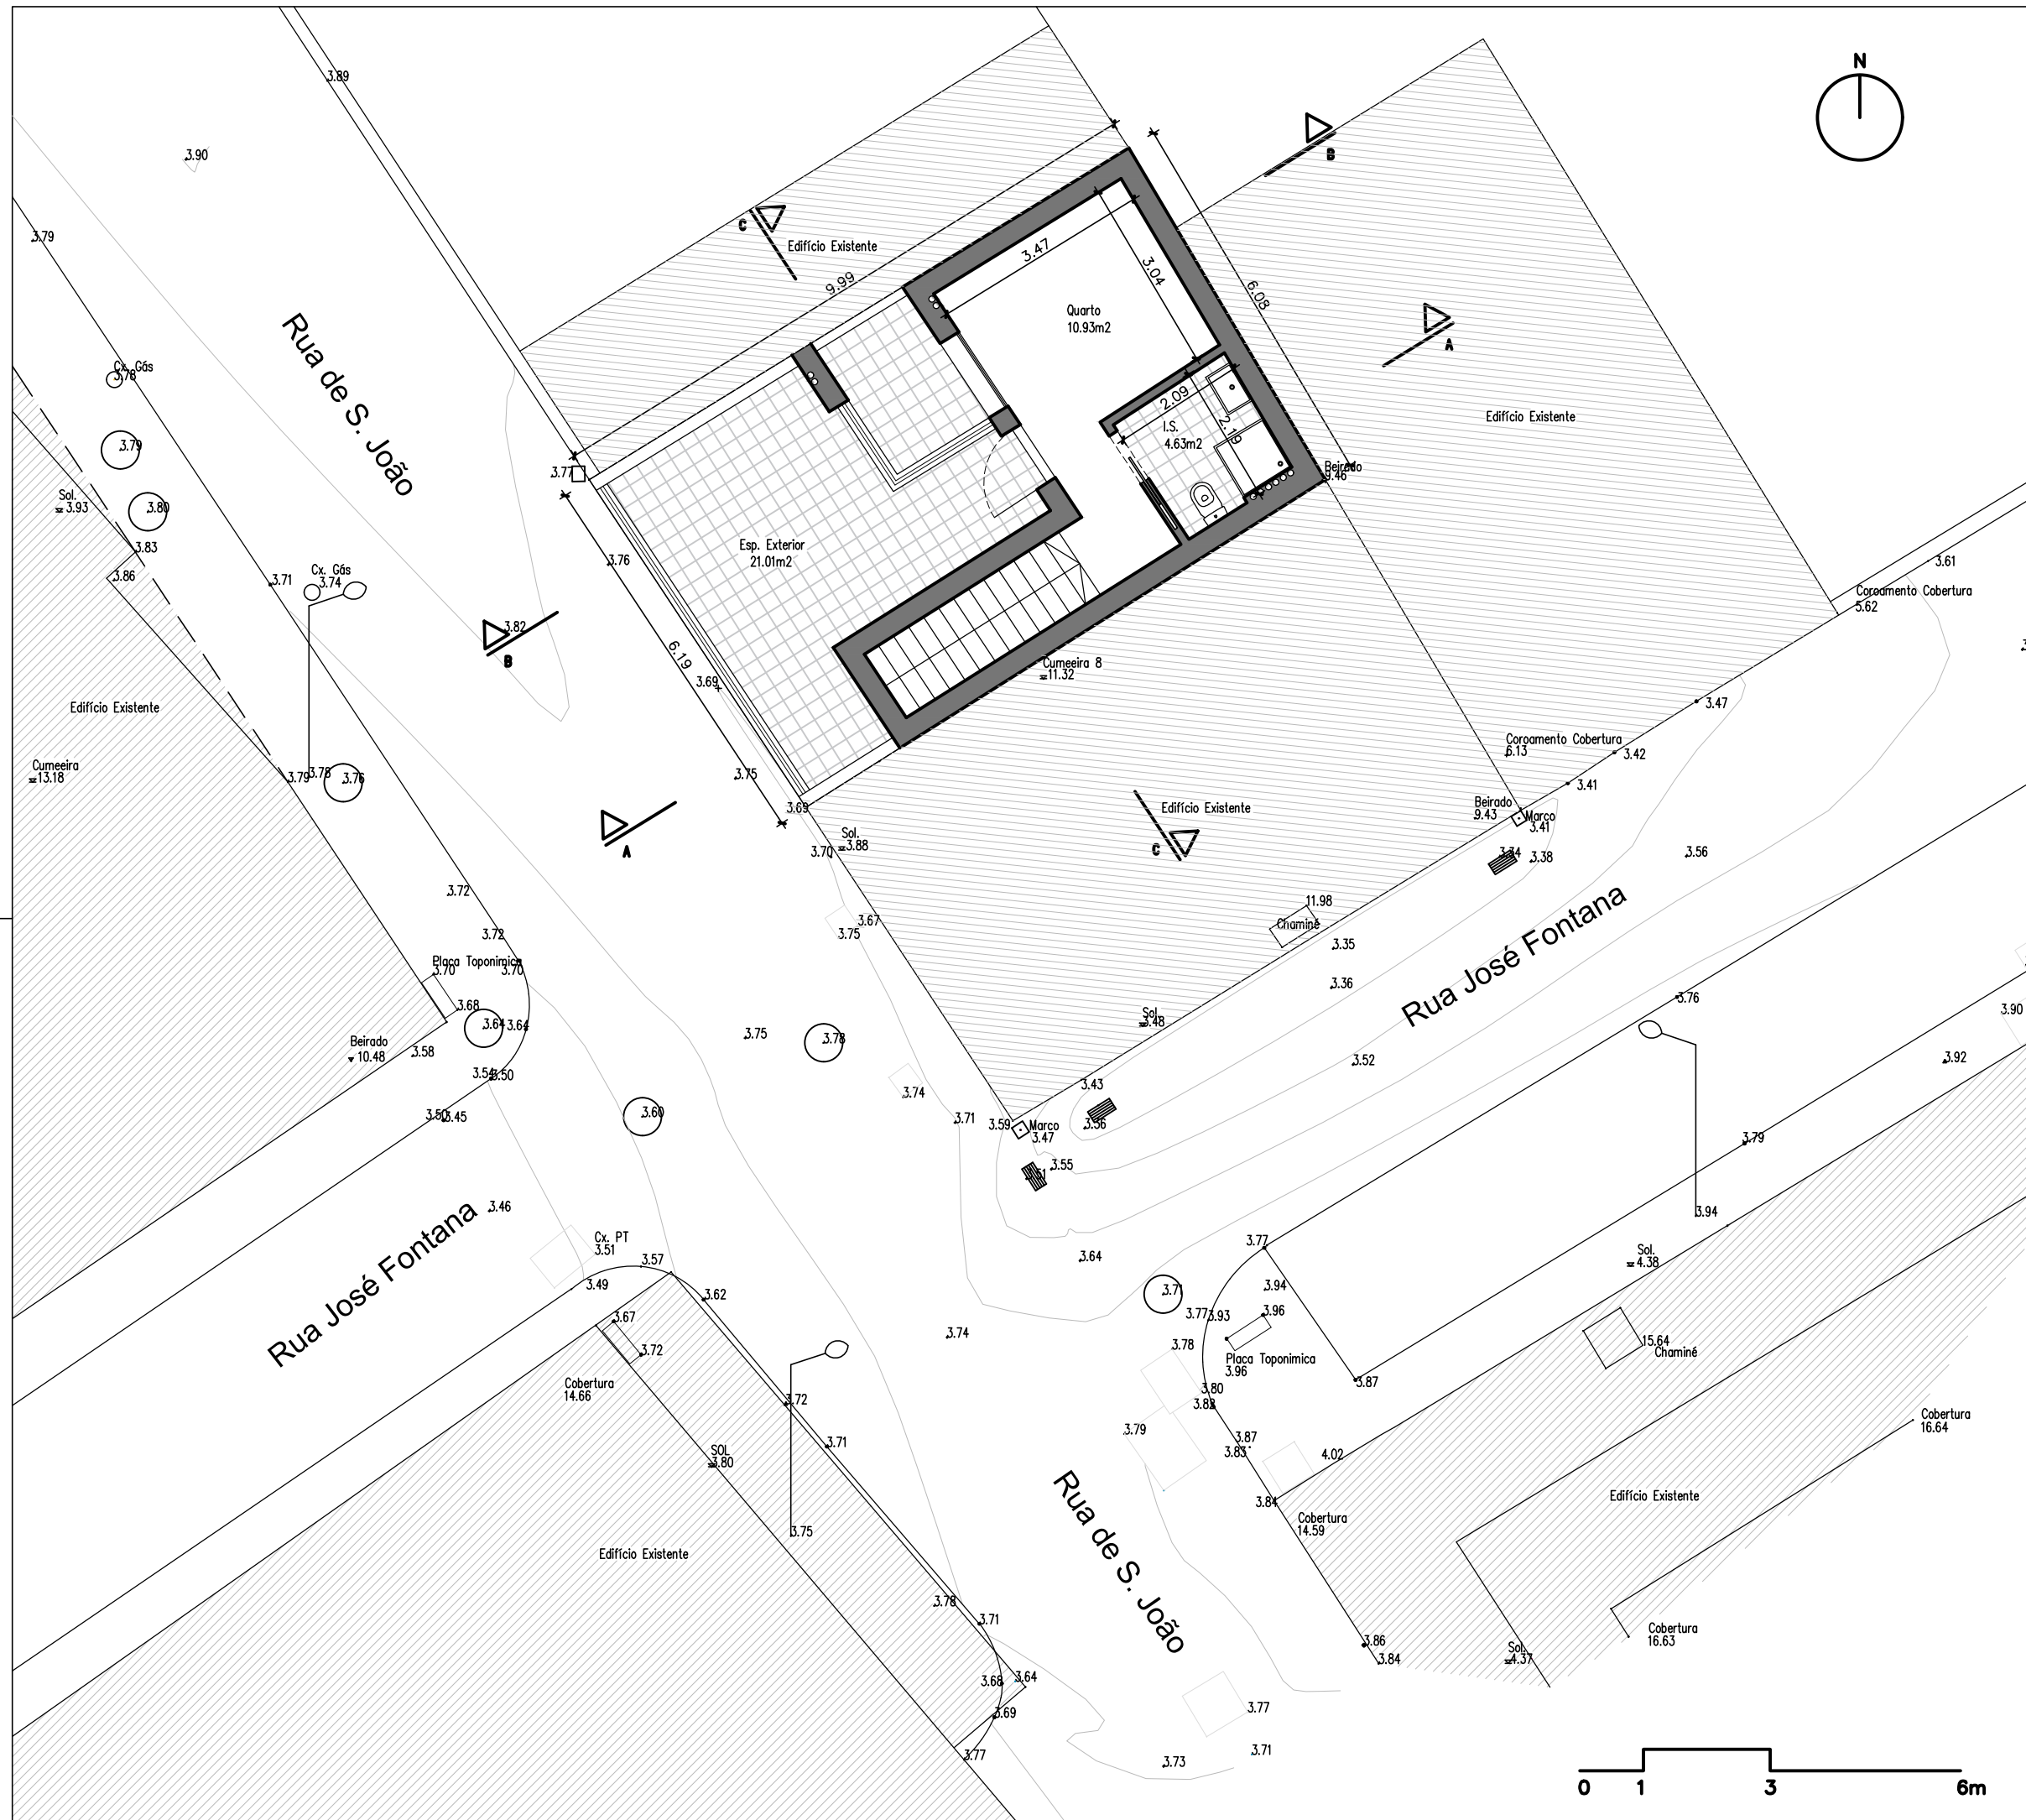 N
3.89
3.90
B
C
Edifício Existente
3.79
3.47
9.99
3.04
6.08
Quarto
10.93m2
A
Rua de S. João
Cx. Gás
3.78
2.09
I.S.
4.63m2
2.19
Edifício Existente
3.79
3.77
Beirado
9.46
Sol.
3.93
3.80
3.83
Esp. Exterior
21.01m2
3.76
3.61
3.86
3.71
Cx. Gás
3.74
Coroamento Cobertura
5.62
3.82
B
6.19
Cumeeira 8
11.32
3.69
Edifício Existente
3.47
Coroamento Cobertura
6.13
3.42
Cumeeira
13.18
3.79
3.78
3.76
3.75
3.41
3.69
Edifício Existente
Beirado
9.43
Marco
3.41
A
Sol.
3.88
3.70
C
3.34
3.38
3.56
3.72
11.98
Chaminé
3.67
3.75
3.72
3.35
Rua José Fontana
Placa Toponimica
3.70
3.70
3.36
3.76
3.68
3.64
3.64
Sol.
3.48
3.90
Beirado
10.48
3.58
3.75
3.78
3.52
3.92
3.54
3.50
3.43
3.74
3.50
3.45
3.60
3.71
3.59
Marco
3.47
3.56
3.79
3.55
3.46
3.94
Rua José Fontana
Cx. PT
3.51
3.57
3.49
3.64
3.77
Sol.
4.38
3.62
3.94
3.71
3.67
3.77
3.93
3.96
3.74
3.78
3.72
Placa Toponimica
3.96
15.64
Chaminé
Cobertura
14.66
3.72
3.80
3.87
3.82
Cobertura
16.64
3.71
3.79
3.87
3.83
4.02
SOL
3.80
Rua de S. João
3.84
Edifício Existente
Cobertura
14.59
3.75
Edifício Existente
3.78
3.71
3.86
3.84
Cobertura
16.63
Sol.
4.37
3.68
3.64
3.69
3.77
3.77
3.73
3.71
0 1 3 6m